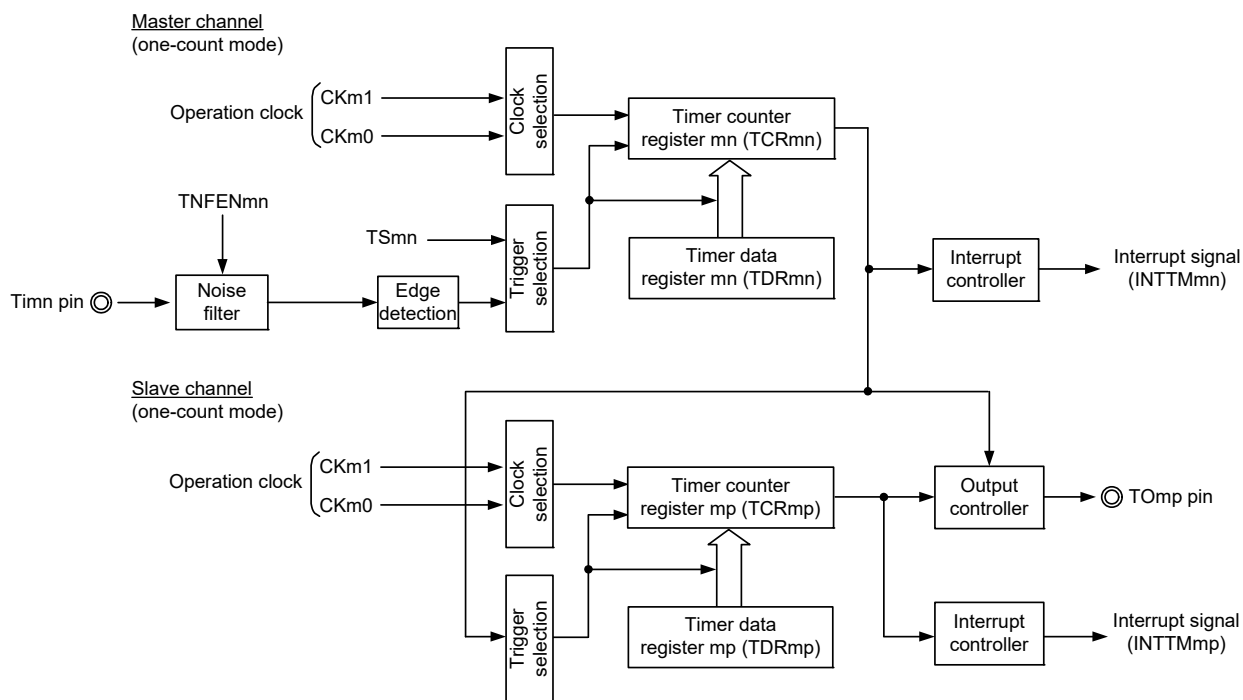 Master channel
(one-count mode)
Operation clock
CKm1
CKm0
Clock
selection
Timer counter
register mn (TCRmn)
TNFENmn
TSmn
Trigger
selection
Timer data
register mn (TDRmn)
Interrupt
controller
Interrupt signal
(INTTMmn)
Timn pin
Noise
filter
Edge
detection
Slave channel
(one-count mode)
Operation clock
CKm1
CKm0
Clock
selection
Timer counter
register mp (TCRmp)
Output
controller
TOmp pin
Trigger
selection
Timer data
register mp (TDRmp)
Interrupt
controller
Interrupt signal
(INTTMmp)